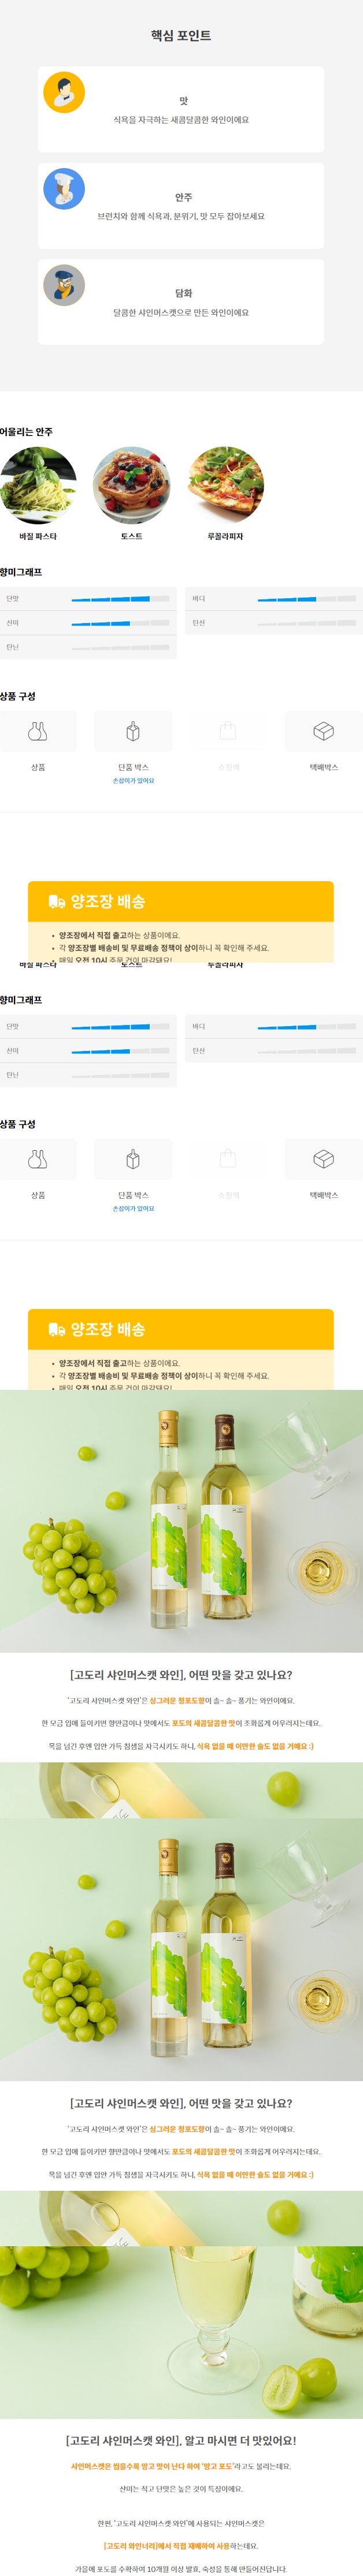 핵심 포인트
맛
식욕을 자극하는 새콤달콤한 와인이에요
안주
브런치와 함께 식욕과, 분위기, 맛 모두 잡아보세요
담화
달콤한 샤인머스켓으로 만든 와인이에요
어울리는 안주
바질 파스타 토스트 루꼴라피자
향미그래프
단맛 바디
산미 탄산
탄닌
상품 구성
상품 단품 박스 쇼핑백 택배박스
손잡이가 있어요
양조장 배송
• 양조장에서 직접 출고하는 상품이에요.
• 각 양조장별 배송비 및 무료배송 정책이 상이하니 꼭 확인해 주세요.
• 매일 오전 10시 주문 건이 마감돼요!
바질 파스타 토스트 루꼴라피자
향미그래프
단맛 바디
산미 탄산
탄닌
상품 구성
상품 단품 박스 쇼핑백 택배박스
손잡이가 있어요
양조장 배송
• 양조장에서 직접 출고하는 상품이에요.
• 각 양조장별 배송비 및 무료배송 정책이 상이하니 꼭 확인해 주세요.
• 매일 오전 10시 주문 건이 마감돼요!
[고도리 샤인머스캣 와인], 어떤 맛을 갖고 있나요?
'고도리 샤인머스캣 와인'은 싱그러운 청포도향이 솔~ 솔~ 풍기는 와인이에요.
한 모금 입에 들이키면 향만큼이나 맛에서도 포도의 새콤달콤한 맛이 조화롭게 어우러지는데요.
목을 넘긴 후엔 입안 가득 침샘을 자극시키도 하니, 식욕 없을 때 이만한 술도 없을 거예요 :)
[고도리 샤인머스캣 와인], 어떤 맛을 갖고 있나요?
'고도리 샤인머스캣 와인'은 싱그러운 청포도향이 솔~ 솔~ 풍기는 와인이에요.
한 모금 입에 들이키면 향만큼이나 맛에서도 포도의 새콤달콤한 맛이 조화롭게 어우러지는데요.
목을 넘긴 후엔 입안 가득 침샘을 자극시키도 하니, 식욕 없을 때 이만한 술도 없을 거예요 :)
[고도리 샤인머스캣 와인], 알고 마시면 더 맛있어요!
샤인머스켓은 씹을수록 망고 맛이 난다 하여 '망고 포도'라고도 불리는데요.
산미는 적고 단맛은 높은 것이 특징이에요.
한편, '고도리 샤인머스캣 와인'에 사용되는 샤인머스켓은
[고도리 와인너리]에서 직접 재배하여 사용하는데요.
가을에 포도를 수확하여 10개월 이상 발효, 숙성을 통해 만들어진답니다.